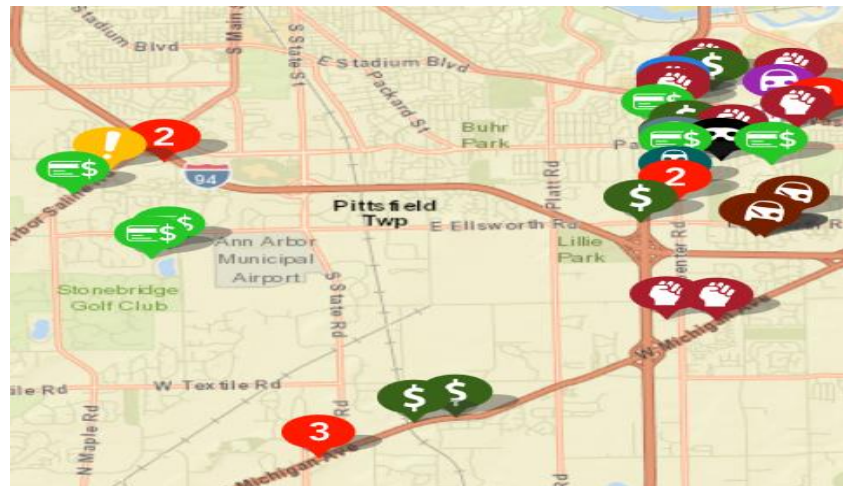 Stadium Blvd
S Main
S State St
E Stadium Blvd
Packard St
Buhr
Park
2
94
Platt Rd
Pittsfield
Twp
E Ellsworth Rd
Lillie
Park
2
$
$
$
$
$
$
$
$
Ann Arbor
Municipal
Airport
Stonebridge
Golf Club
S State Rd
W Michigan Ave
W Textile Rd
$
$
3
N Maple Rd
Michigan Ave